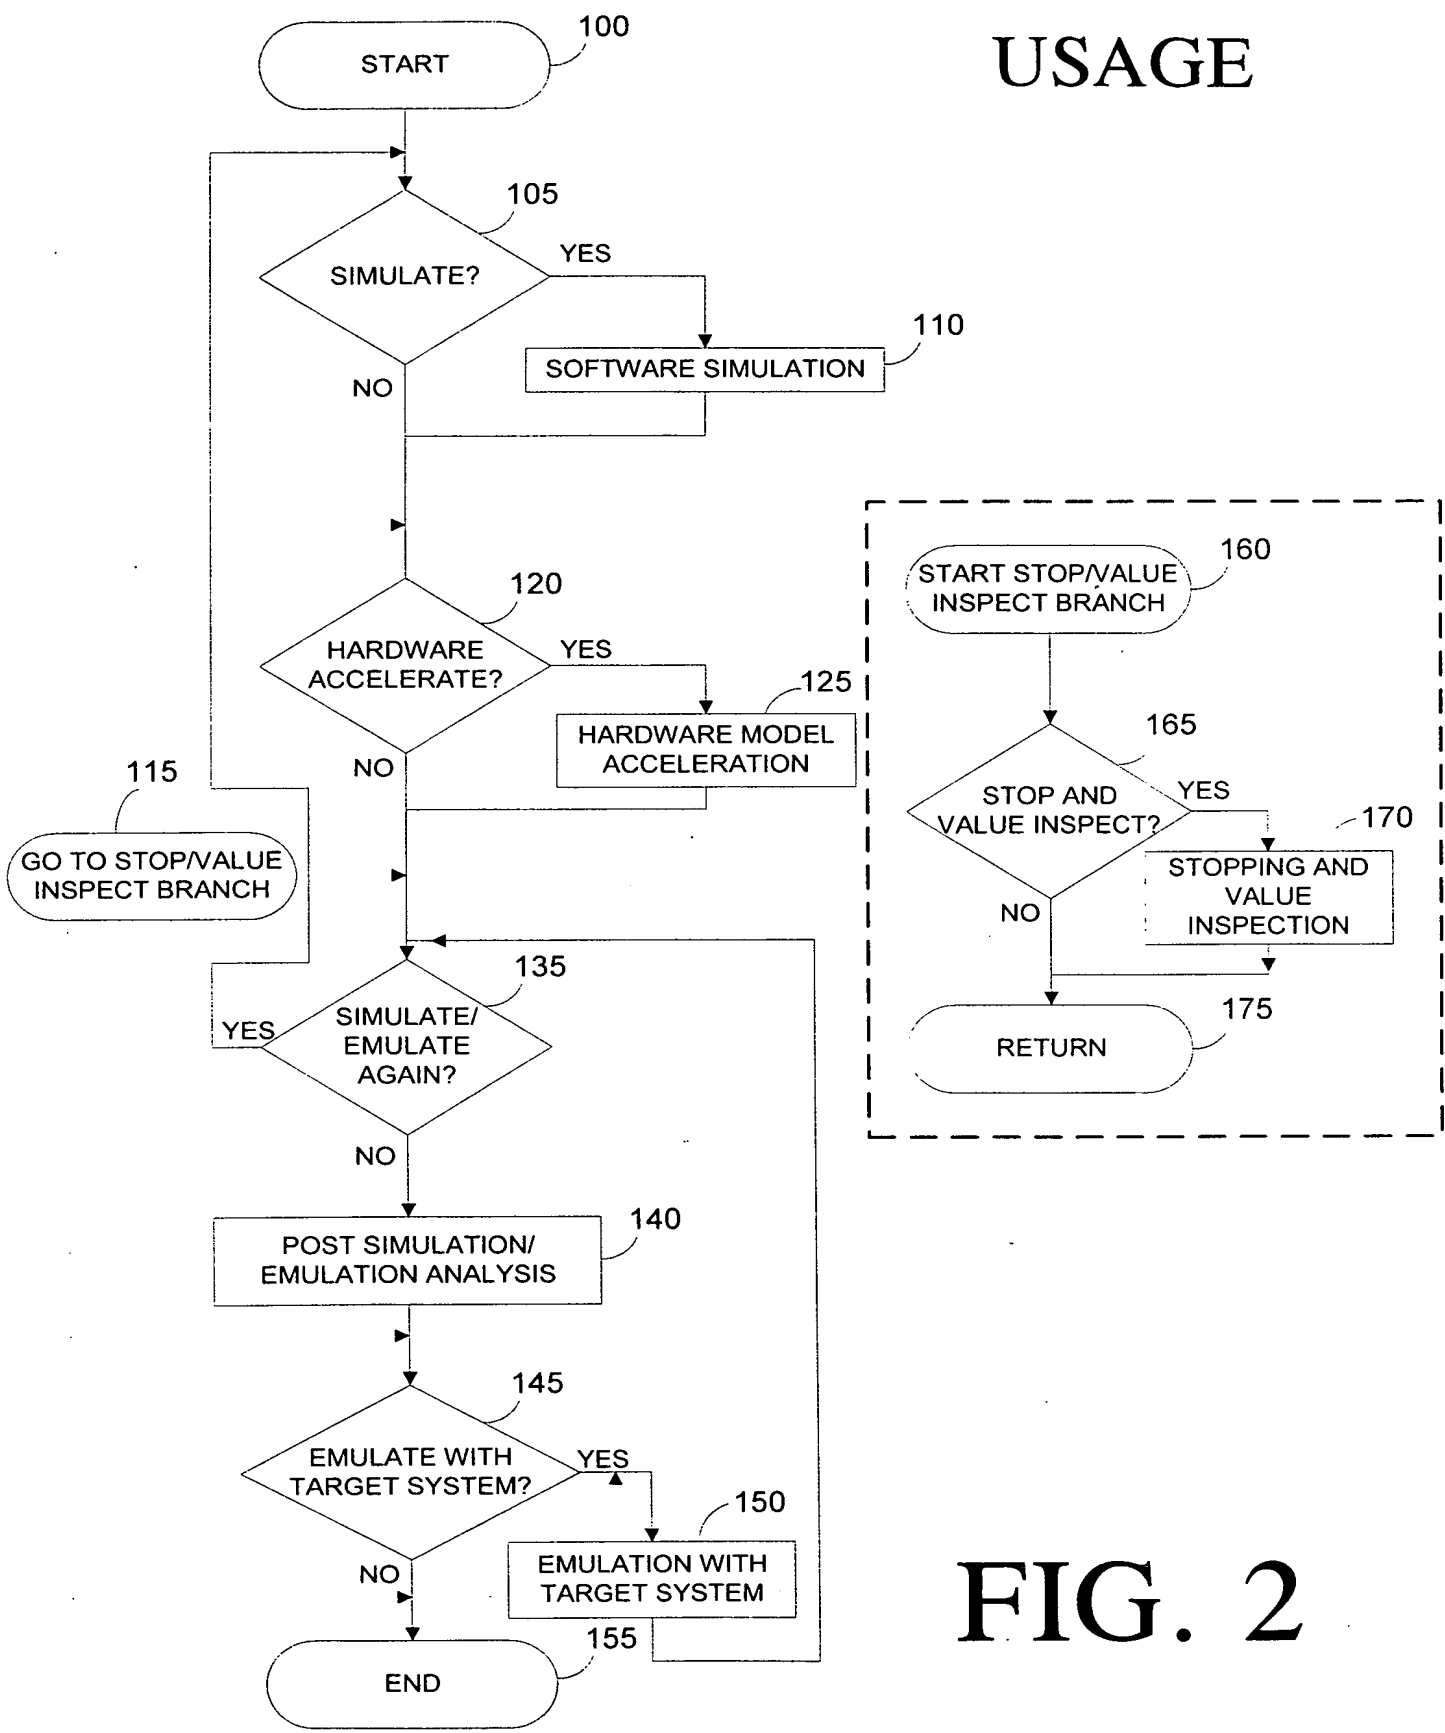 USAGE
100
START
105
YES
SIMULATE?
110
SOFTWARE SIMULATION
NO
160
START STOP/VALUE
INSPECT BRANCH
120
HARDWARE
ACCELERATE?
YES
125
HARDWARE MODEL
ACCELERATION
NO
165
STOP AND
VALUE INSPECT?
YES
170
STOPPING AND
VALUE
INSPECTION
NO
175
RETURN
115
GO TO STOP/VALUE
INSPECT BRANCH
135
SIMULATE/
EMULATE
AGAIN?
YES
NO
140
POST SIMULATION/
EMULATION ANALYSIS
145
EMULATE WITH
TARGET SYSTEM?
YES
150
EMULATION WITH
TARGET SYSTEM
NO
155
END
FIG. 2